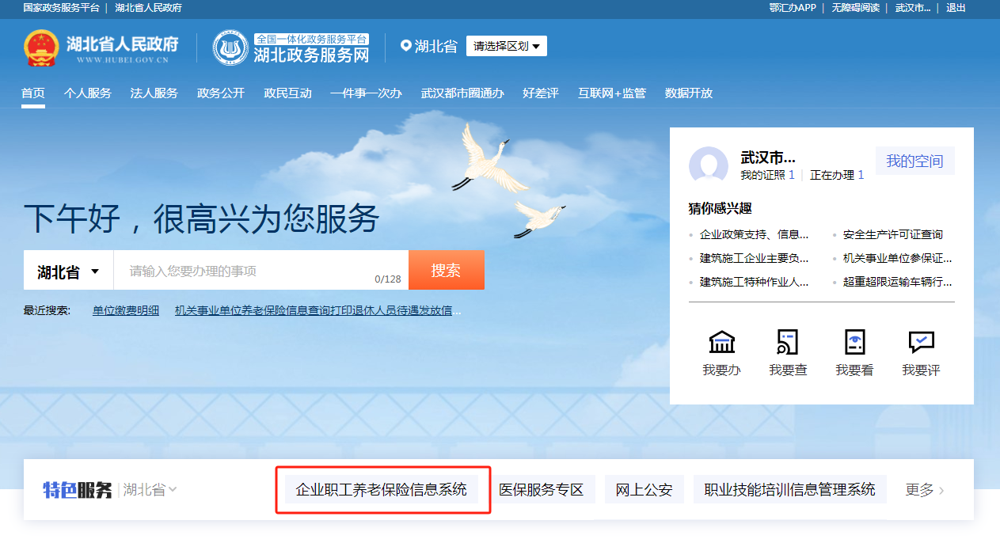 国家政务服务平台 | 湖北省人民政府
鄂汇办APP | 无障碍阅读 | 武汉市... | 退出
湖北省人民政府
WWW.HUBEI.GOV.CN
全国一体化政务服务平台
湖北政务服务网
湖北省
请选择区划
首页 个人服务 法人服务 政务公开 政民互动 一件事一次办 武汉都市圈通办 好差评 互联网+监管 数据开放
下午好，很高兴为您服务
湖北省 请输入您要办理的事项 0/128 搜索
最近搜索: 单位缴费明细 机关事业单位养老保险信息查询打印退休人员待遇发放信...
武汉市...
我的证照 1 | 正在办理 1
我的空间
猜你感兴趣
企业政策支持、信息... 安全生产许可证查询
建筑施工企业主要负... 机关事业单位参保证...
建筑施工特种作业人... 超重超限运输车辆行...
我要办 我要查 我要看 我要评
特色服务 | 湖北省
企业职工养老保险信息系统 医保服务专区 网上公安 职业技能培训信息管理系统 更多